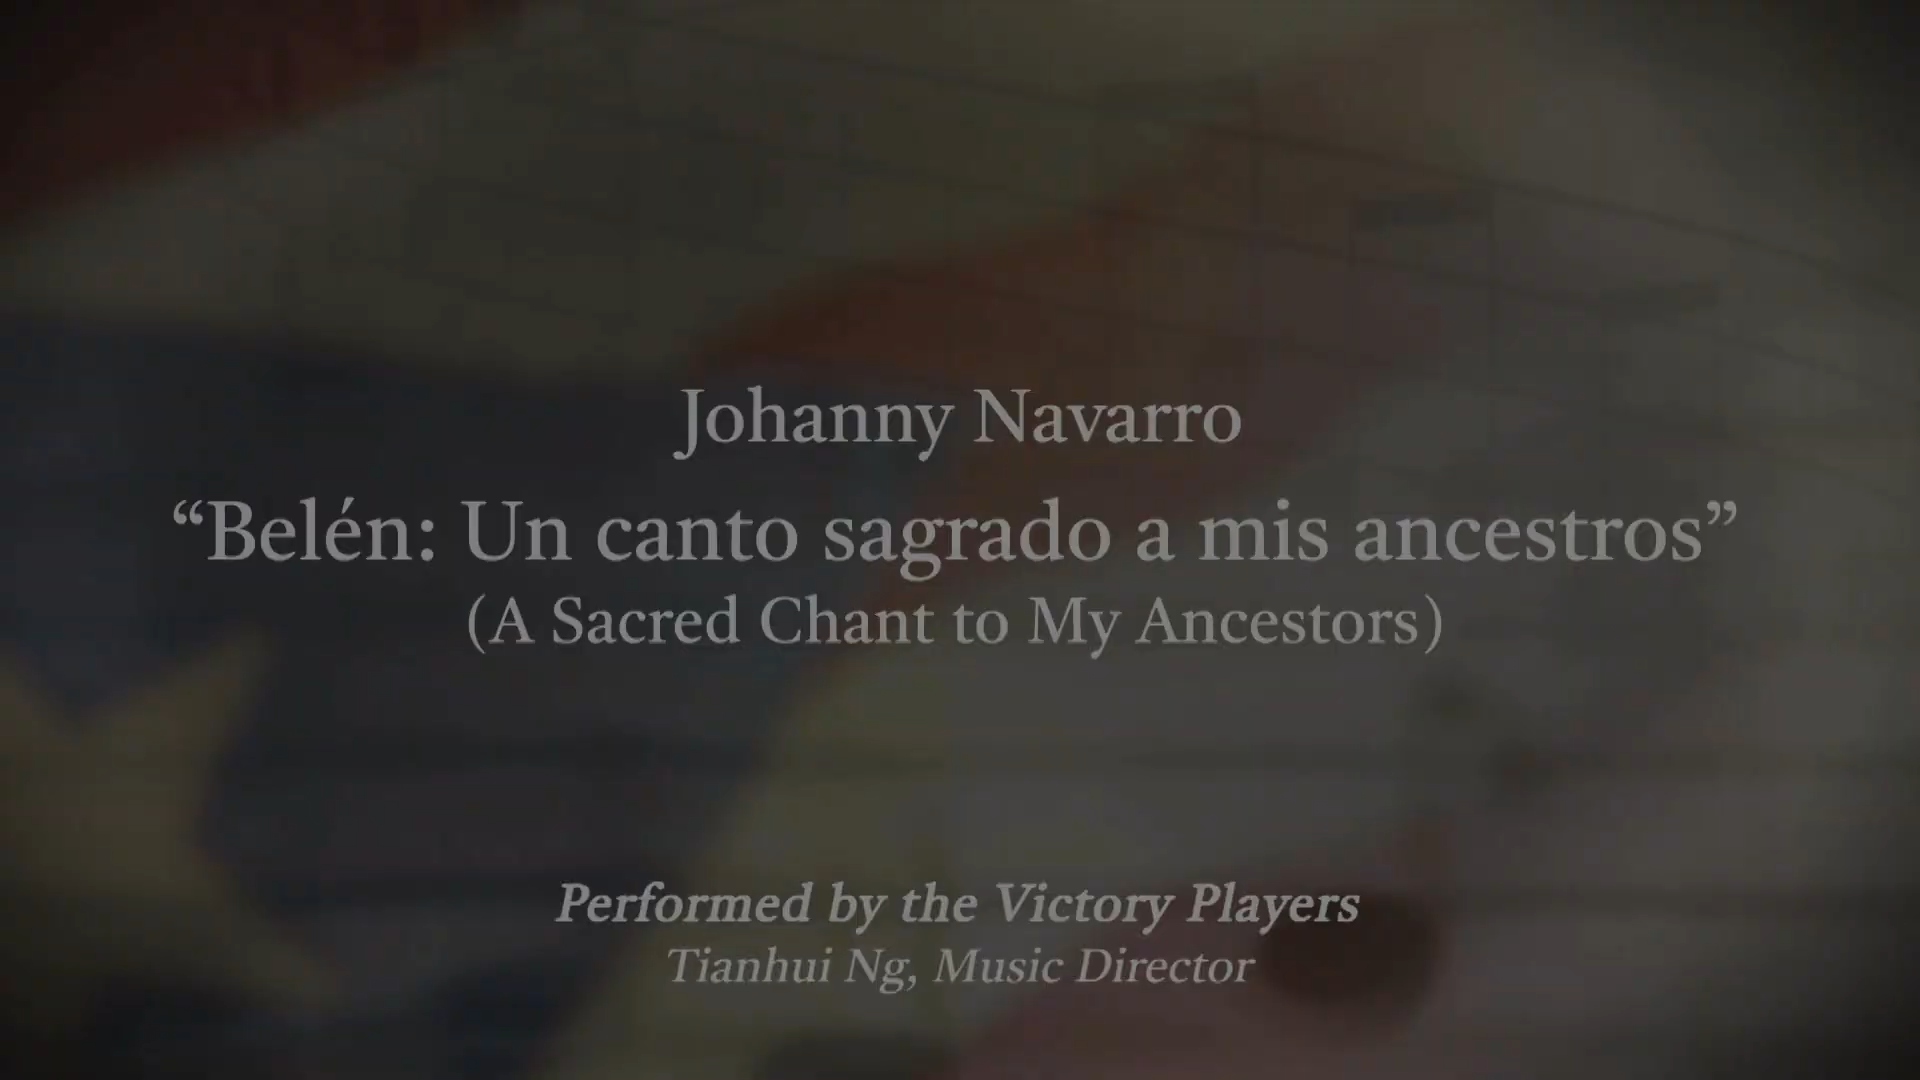 Johanny Navarro
“Belén: Un canto sagrado a mis ancestros”
(A Sacred Chant to My Ancestors)
Performed by the Victory Players
Tianhui Ng, Music Director